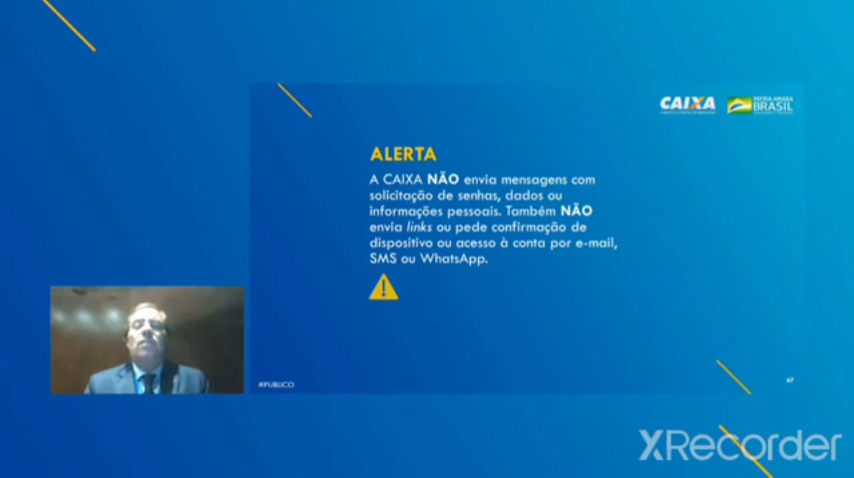 CAIXA
PÁTRIA AMADA
BRASIL
ALERTA
A CAIXA NÃO envia mensagens com
solicitação de senhas, dados ou
informações pessoais. Também NÃO
envia links ou pede confirmação de
dispositivo ou acesso à conta por e-mail,
SMS ou WhatsApp.
#PUBLICO
67
XRecorder